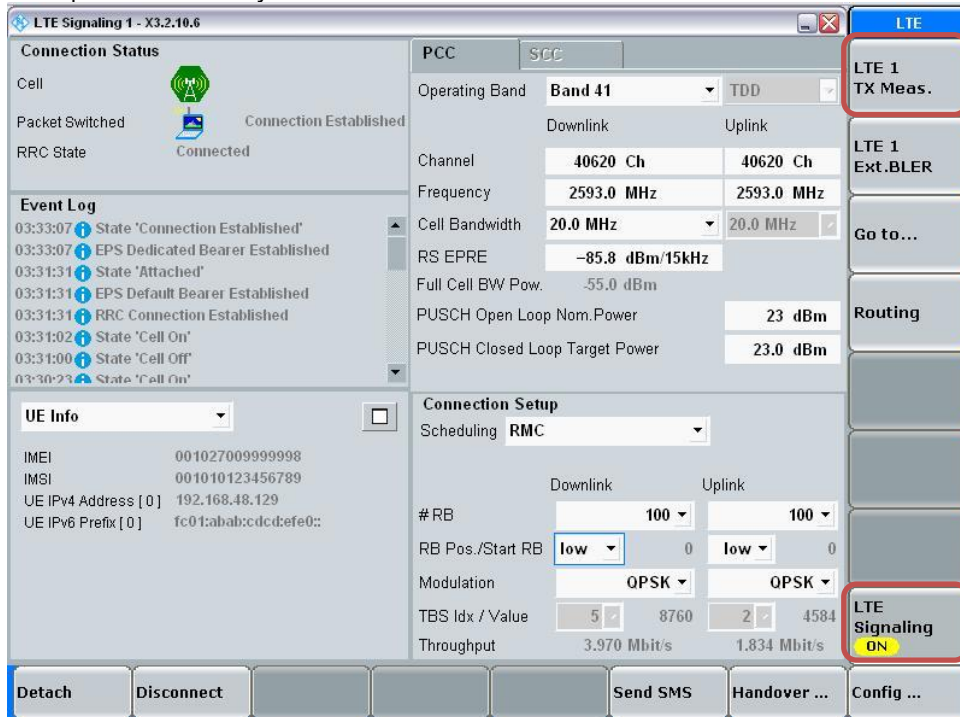 LTE Signaling 1 - X3.2.10.6
LTE
Connection Status
Cell
Packet Switched Connection Established
RRC State Connected
Event Log
03:33:07 State 'Connection Established'
03:33:07 EPS Dedicated Bearer Established
03:31:31 State 'Attached'
03:31:31 EPS Default Bearer Established
03:31:31 RRC Connection Established
03:31:02 State 'Cell On'
03:31:00 State 'Cell Off'
03:30:23 State 'Cell On'
UE Info
IMEI 001027009999998
IMSI 001010123456789
UE IPv4 Address [ 0 ] 192.168.48.129
UE IPv6 Prefix [ 0 ] fc01:abab:cdcd:efe0::
PCC SCC
Operating Band Band 41 TDD
Downlink Uplink
Channel 40620 Ch 40620 Ch
Frequency 2593.0 MHz 2593.0 MHz
Cell Bandwidth 20.0 MHz 20.0 MHz
RS EPRE -85.8 dBm/15kHz
Full Cell BW Pow. -55.0 dBm
PUSCH Open Loop Nom.Power 23 dBm
PUSCH Closed Loop Target Power 23.0 dBm
Connection Setup
Scheduling RMC
Downlink Uplink
# RB 100 100
RB Pos./Start RB low 0 low 0
Modulation QPSK QPSK
TBS Idx / Value 5 8760 2 4584
Throughput 3.970 Mbit/s 1.834 Mbit/s
LTE 1
TX Meas.
LTE 1
Ext.BLER
Go to...
Routing
LTE
Signaling
ON
Detach Disconnect Send SMS Handover ... Config ...